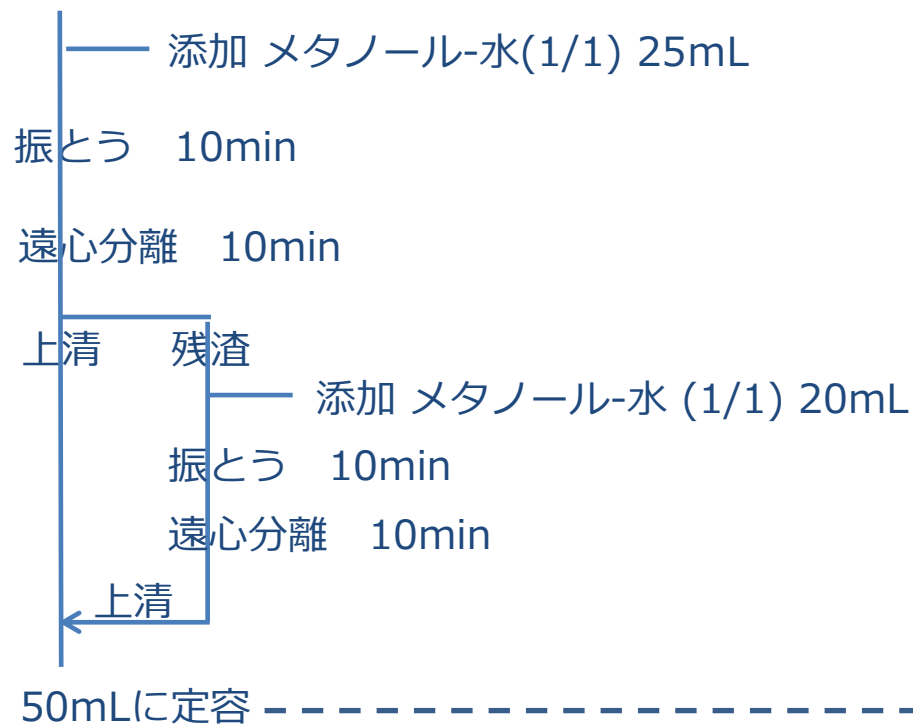 添加 メタノール-水(1/1) 25mL
振とう　10min
遠心分離　10min
上清　残渣
添加 メタノール-水 (1/1) 20mL
振とう　10min
遠心分離　10min
上清
50mLに定容